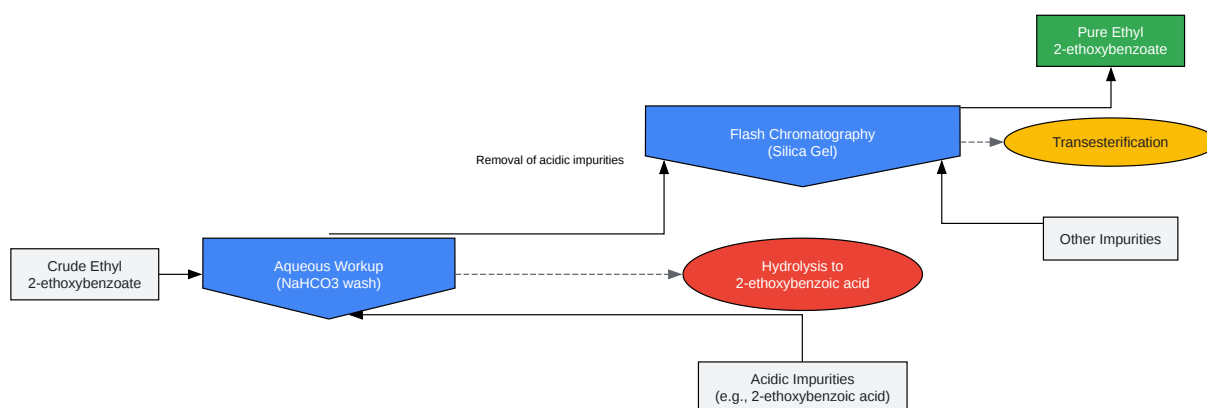 Pure Ethyl
2-ethoxybenzoate
Flash Chromatography
(Silica Gel)
Transesterification
Removal of acidic impurities
Other Impurities
Crude Ethyl
2-ethoxybenzoate
Aqueous Workup
(NaHCO3 wash)
Hydrolysis to
2-ethoxybenzoic acid
Acidic Impurities
(e.g., 2-ethoxybenzoic acid)